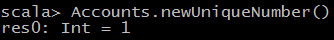 scala> Accounts.newUniqueNumber()
res0: Int = 1